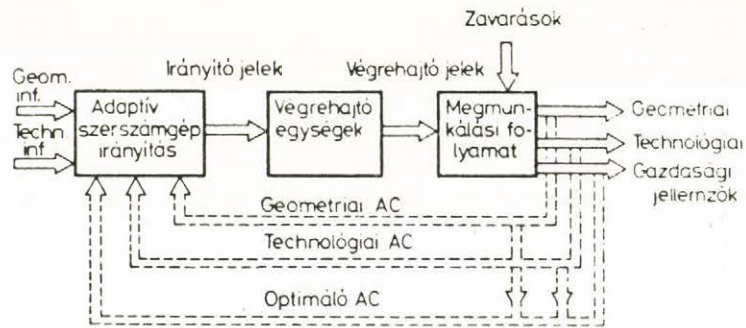 Zavarások
Geom.
inf.
Techn.
inf
Irányító jelek
Végrehajtó jelek
Adaptív
szerszámgép
irányítás
Végrehajtó
egységek
Megmun-
kálási fo-
lyamat
Geometriai
Technológiai
Gazdasági
jellemzők
Geometriai AC
Technológiai AC
Optimáló AC